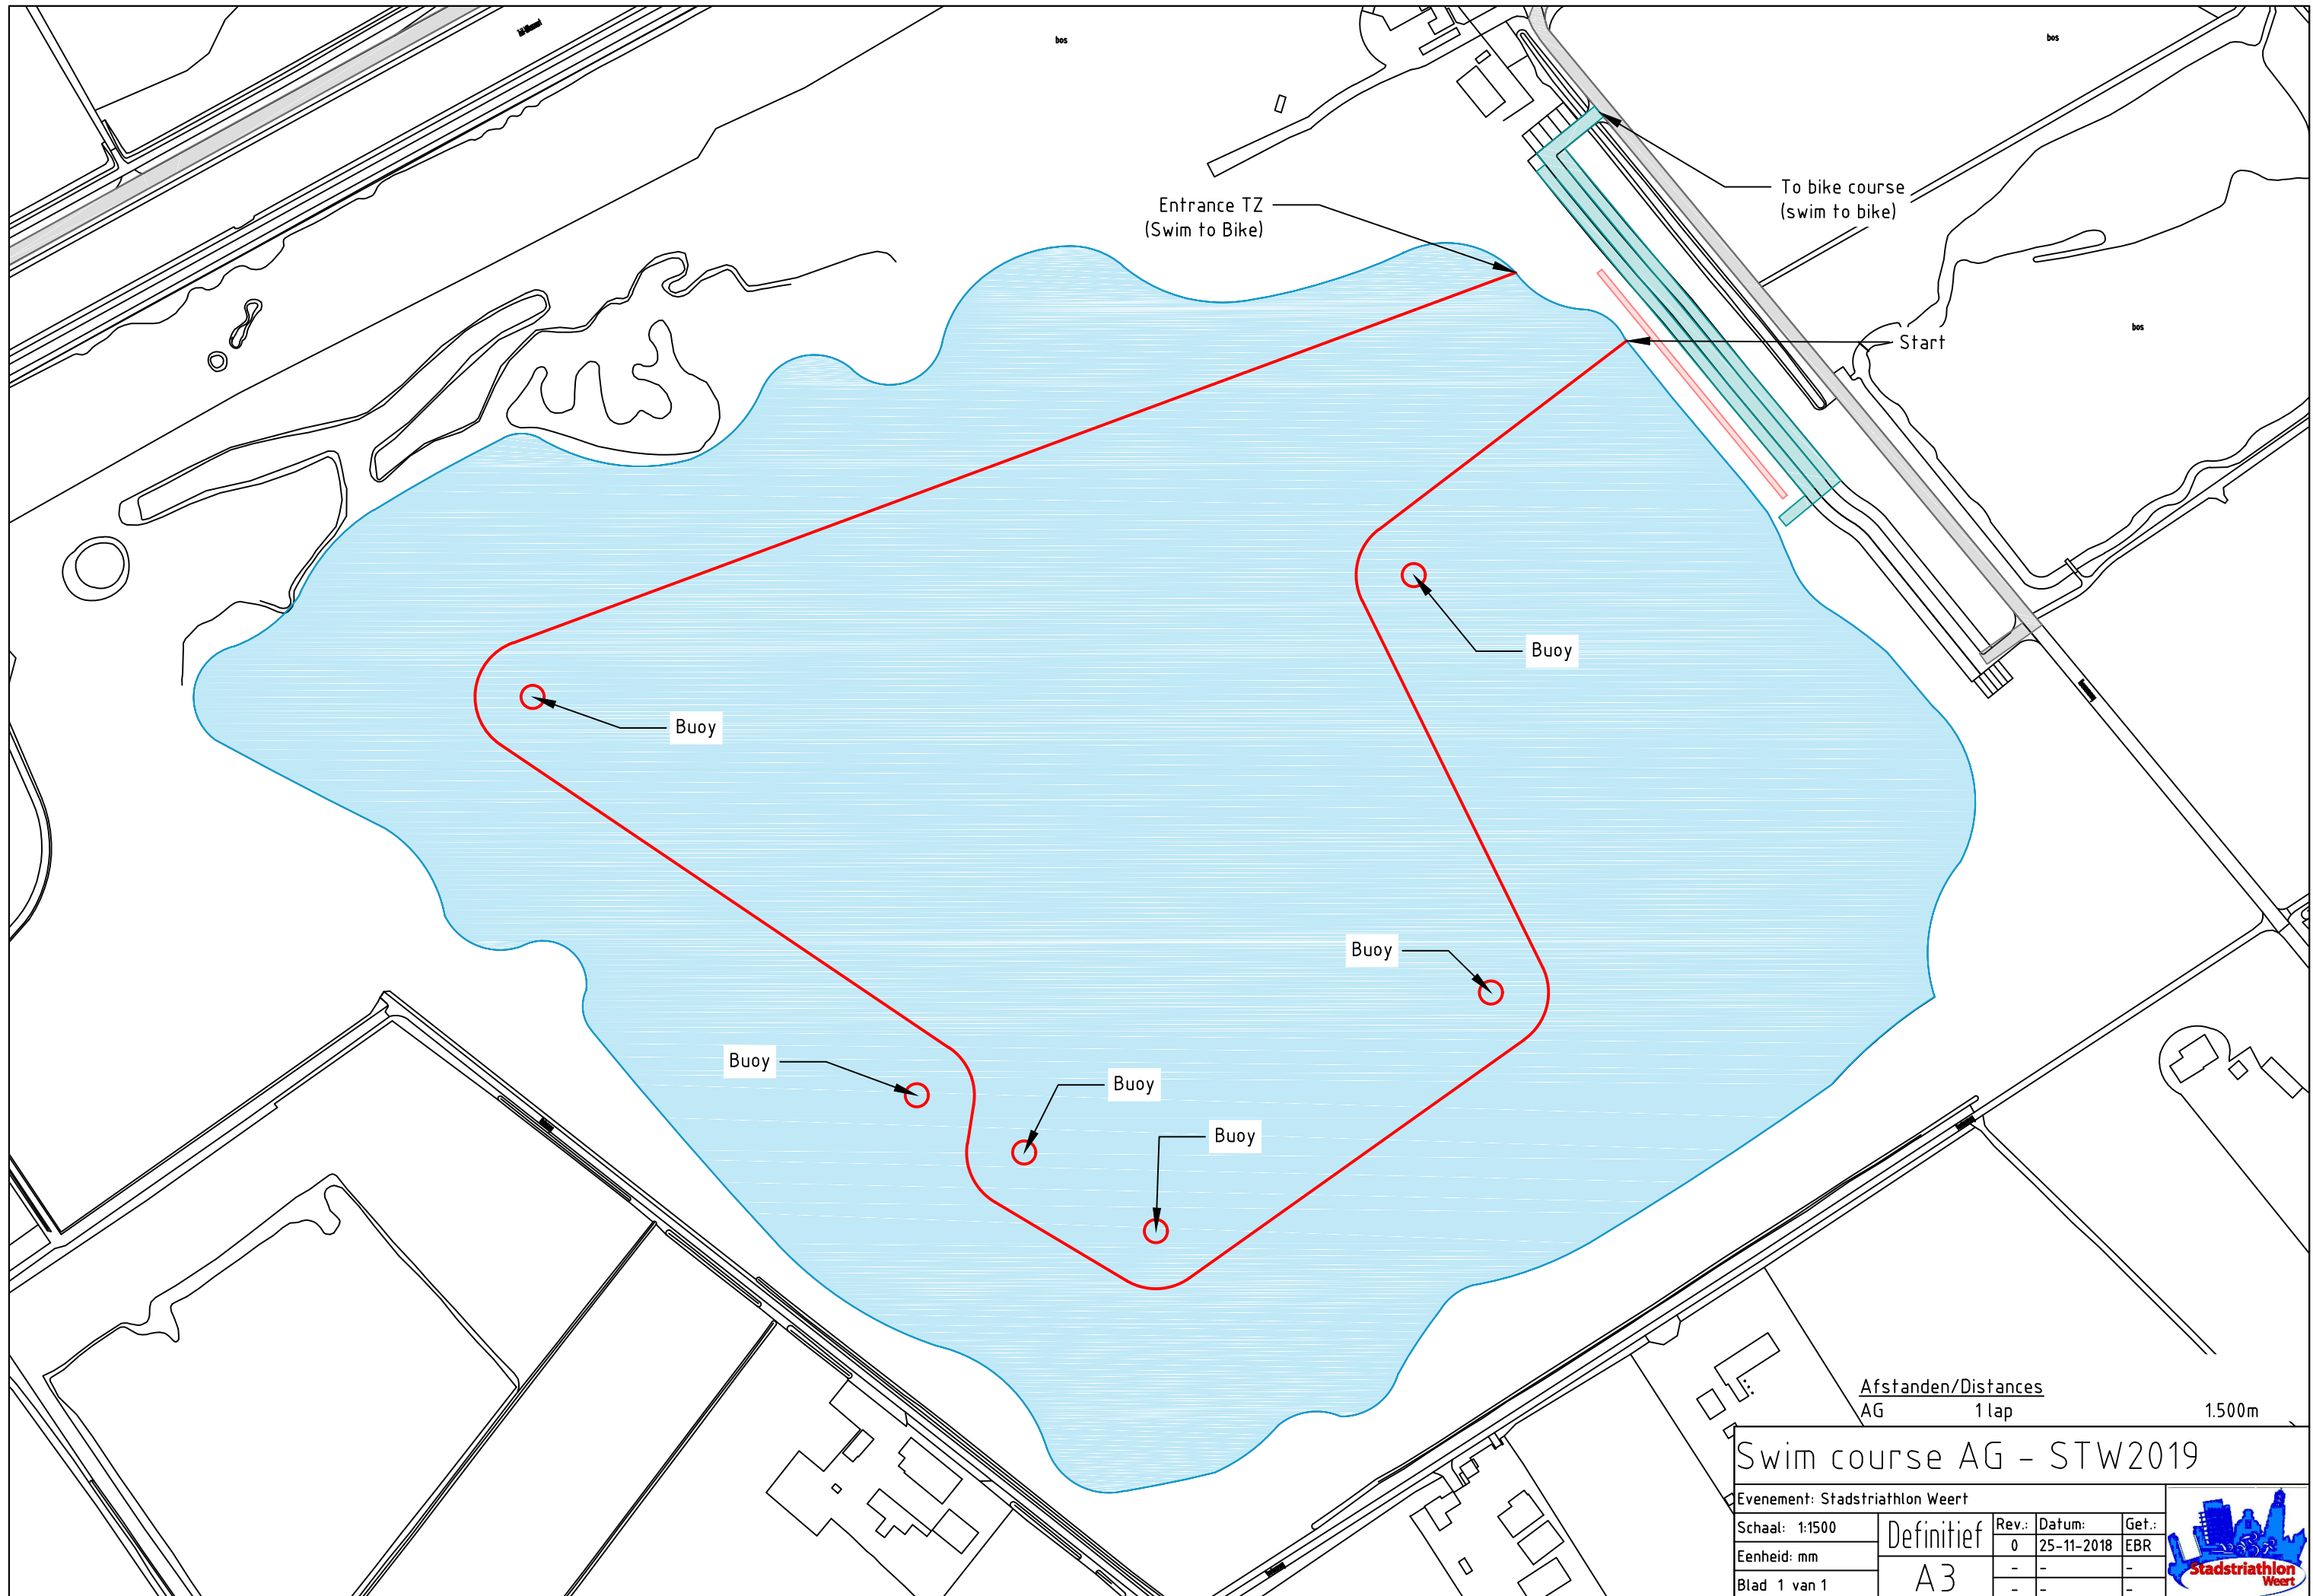 bos
bos
To bike course
(swim to bike)
Entrance TZ
(Swim to Bike)
bos
Start
Buoy
Buoy
Buoy
Buoy
Buoy
Buoy
Afstanden/Distances
AG 1 lap 1.500m
Swim course AG - STW2019
Evenement: Stadstriathlon Weert
Schaal: 1:1500
Definitief
Rev.: Datum: Get.:
0 25-11-2018 EBR
Eenheid: mm
A3
- - -
Blad 1 van 1
- - -
Stadstriathlon
Weert